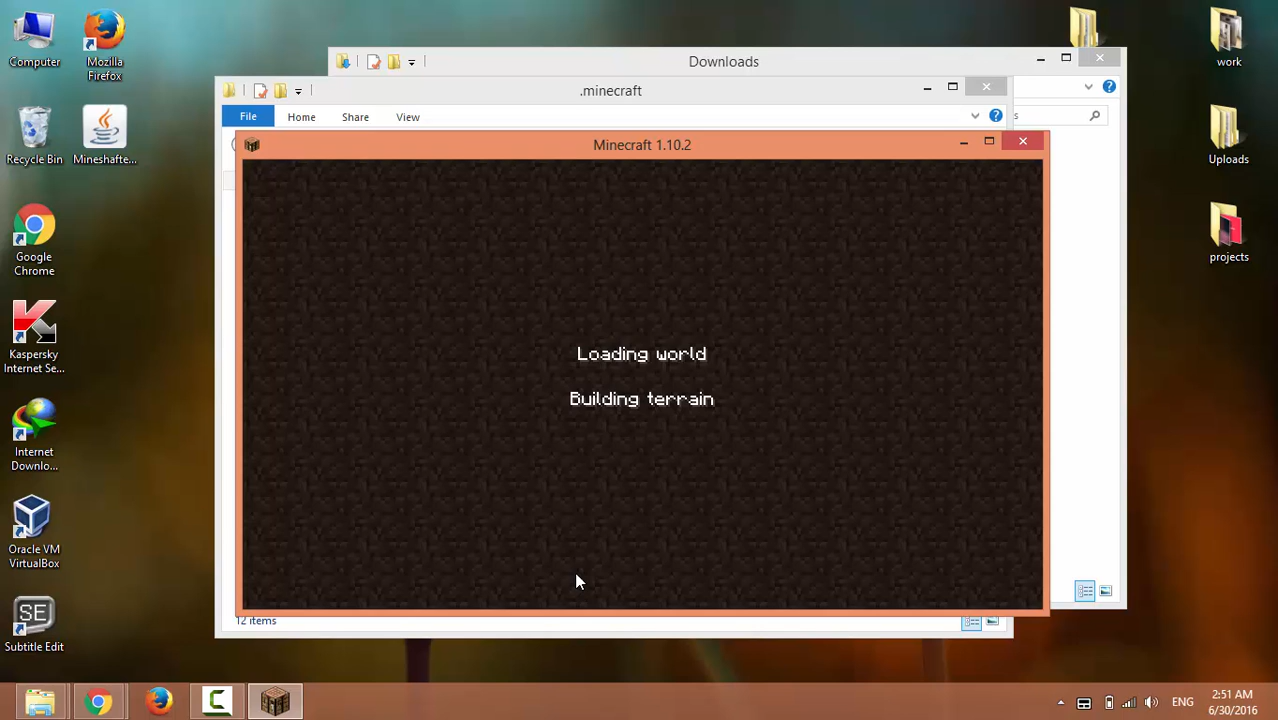 Computer
Mozilla
Firefox
Recycle Bin
Mineshafte...
Google
Chrome
Kaspersky
Internet Se...
Internet
Downlo...
Oracle VM
VirtualBox
SE
Subtitle Edit
Downloads
.minecraft
File
Home
Share
View
s
Minecraft 1.10.2
Loading world
Building terrain
12 items
work
Uploads
projects
ENG
2:51 AM
6/30/2016